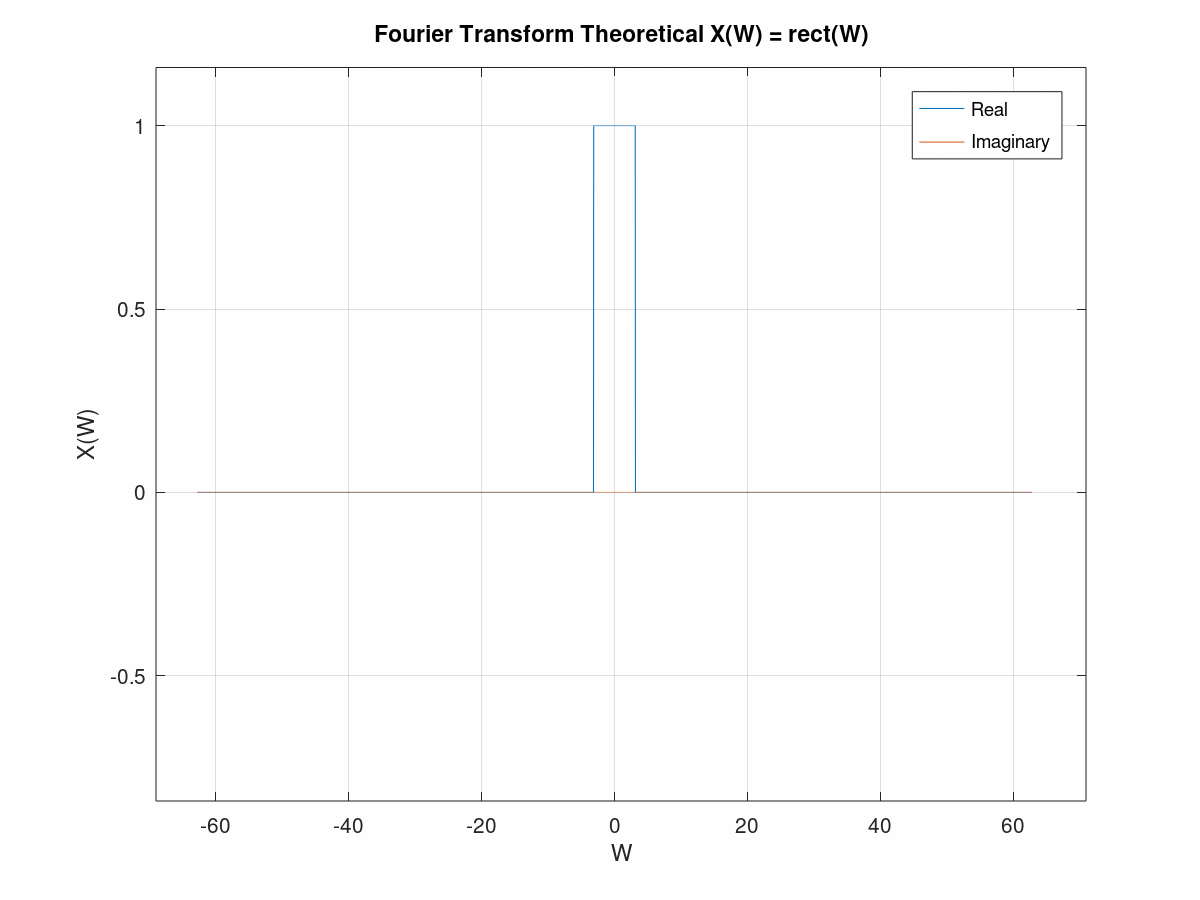 Fourier Transform Theoretical X(W) = rect(W)
Real
Imaginary
1
0.5
0
-0.5
X(W)
-60 -40 -20 0 20 40 60
W